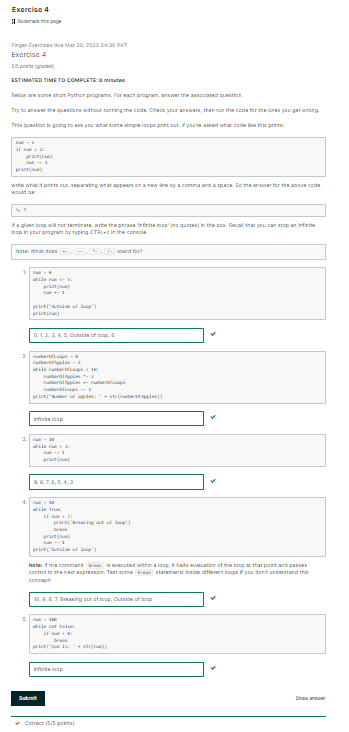 Exercise 4
Bookmark this page
Finger Exercises due Mar 30, 2023 04:30 PKT
Exercise 4
5/5 points (graded)
ESTIMATED TIME TO COMPLETE: 8 minutes
Below are some short Python programs. For each program, answer the associated question.
Try to answer the questions without running the code. Check your answers, then run the code for the ones you get wrong.
This question is going to ask you what some simple loops print out. If you're asked what code like this prints:
num = 5
if num > 2:
print(num)
num -= 1
print(num)
write what it prints out, separating what appears on a new line by a comma and a space. So the answer for the above code
would be:
5, 4
If a given loop will not terminate, write the phrase 'infinite loop' (no quotes) in the box. Recall that you can stop an infinite
loop in your program by typing CTRL+c in the console.
Note: What does +=, -=, *=, /= stand for?
1.
num = 0
while num <= 5:
print(num)
num += 1
print("Outside of loop")
print(num)
0, 1, 2, 3, 4, 5, Outside of loop, 6
2.
numberOfLoops = 0
numberOfApples = 2
while numberOfLoops < 10:
numberOfApples *= 2
numberOfApples += numberOfLoops
numberOfLoops -= 1
print("Number of apples: " + str(numberOfApples))
infinite loop
3.
num = 10
while num > 3:
num -= 1
print(num)
9, 8, 7, 6, 5, 4, 3
4.
num = 10
while True:
if num < 7:
print('Breaking out of loop')
break
print(num)
num -= 1
print('Outside of loop')
Note: if the command break is executed within a loop, it halts evaluation of the loop at that point and passes
control to the next expression. Test some break statements inside different loops if you don't understand this
concept!
10, 9, 8, 7, Breaking out of loop, Outside of loop
5.
num = 100
while not False:
if num < 0:
break
print('num is: ' + str(num))
infinite loop
Submit
Show answer
Correct (5/5 points)